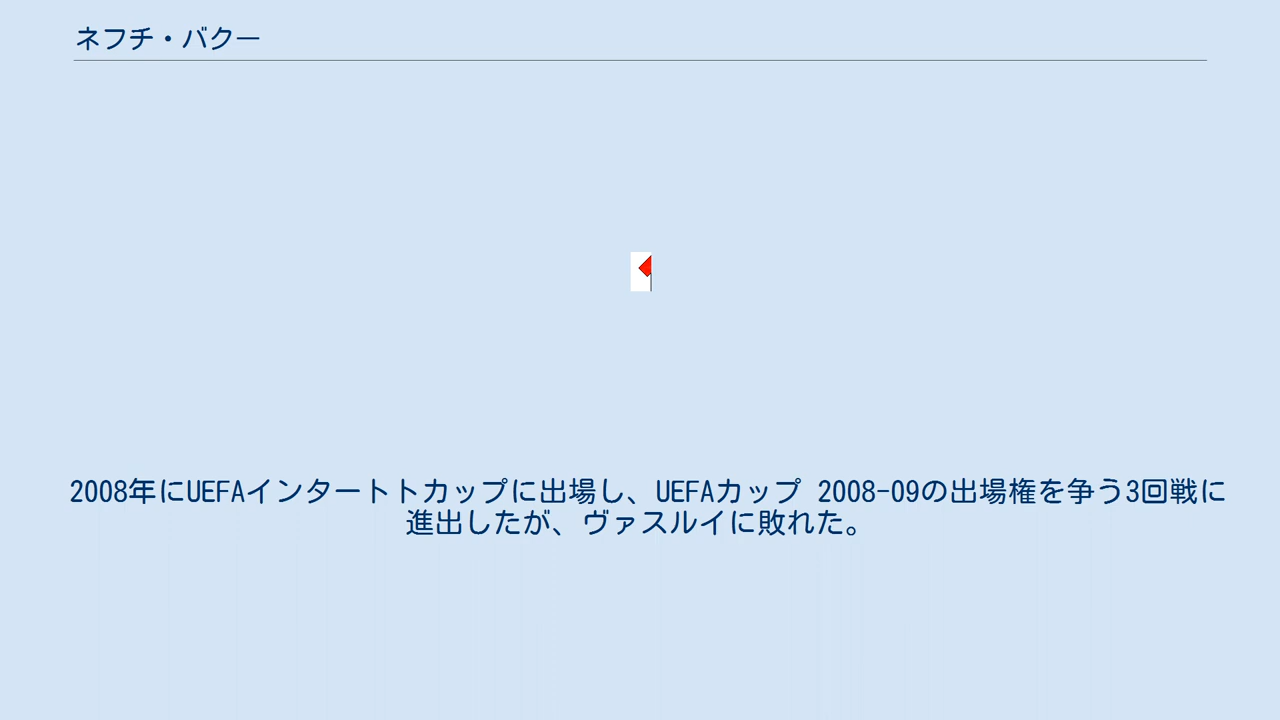 ネフチ・バクー
2008年にUEFAインタートトカップに出場し、UEFAカップ 2008-09の出場権を争う3回戦に
進出したが、ヴァスルイに敗れた。